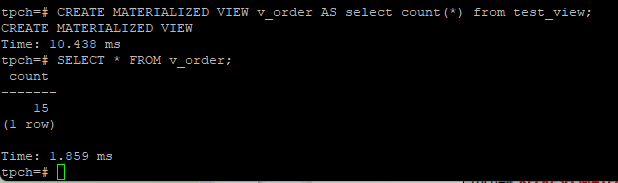 tpch=# CREATE MATERIALIZED VIEW v_order AS select count(*) from test_view;
CREATE MATERIALIZED VIEW
Time: 10.438 ms
tpch=# SELECT * FROM v_order;
 count
-------
    15
(1 row)

Time: 1.859 ms
tpch=#